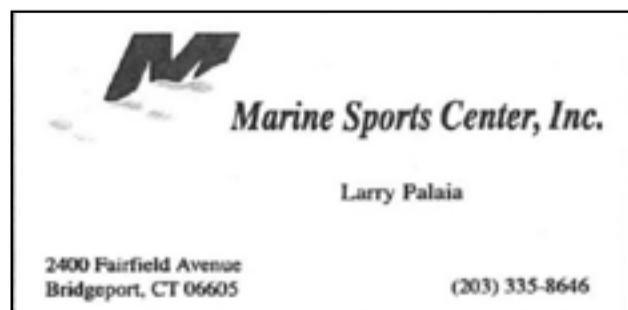 M
Marine Sports Center, Inc.
Larry Palaia
2400 Fairfield Avenue
Bridgeport, CT 06605
(203) 335-8646